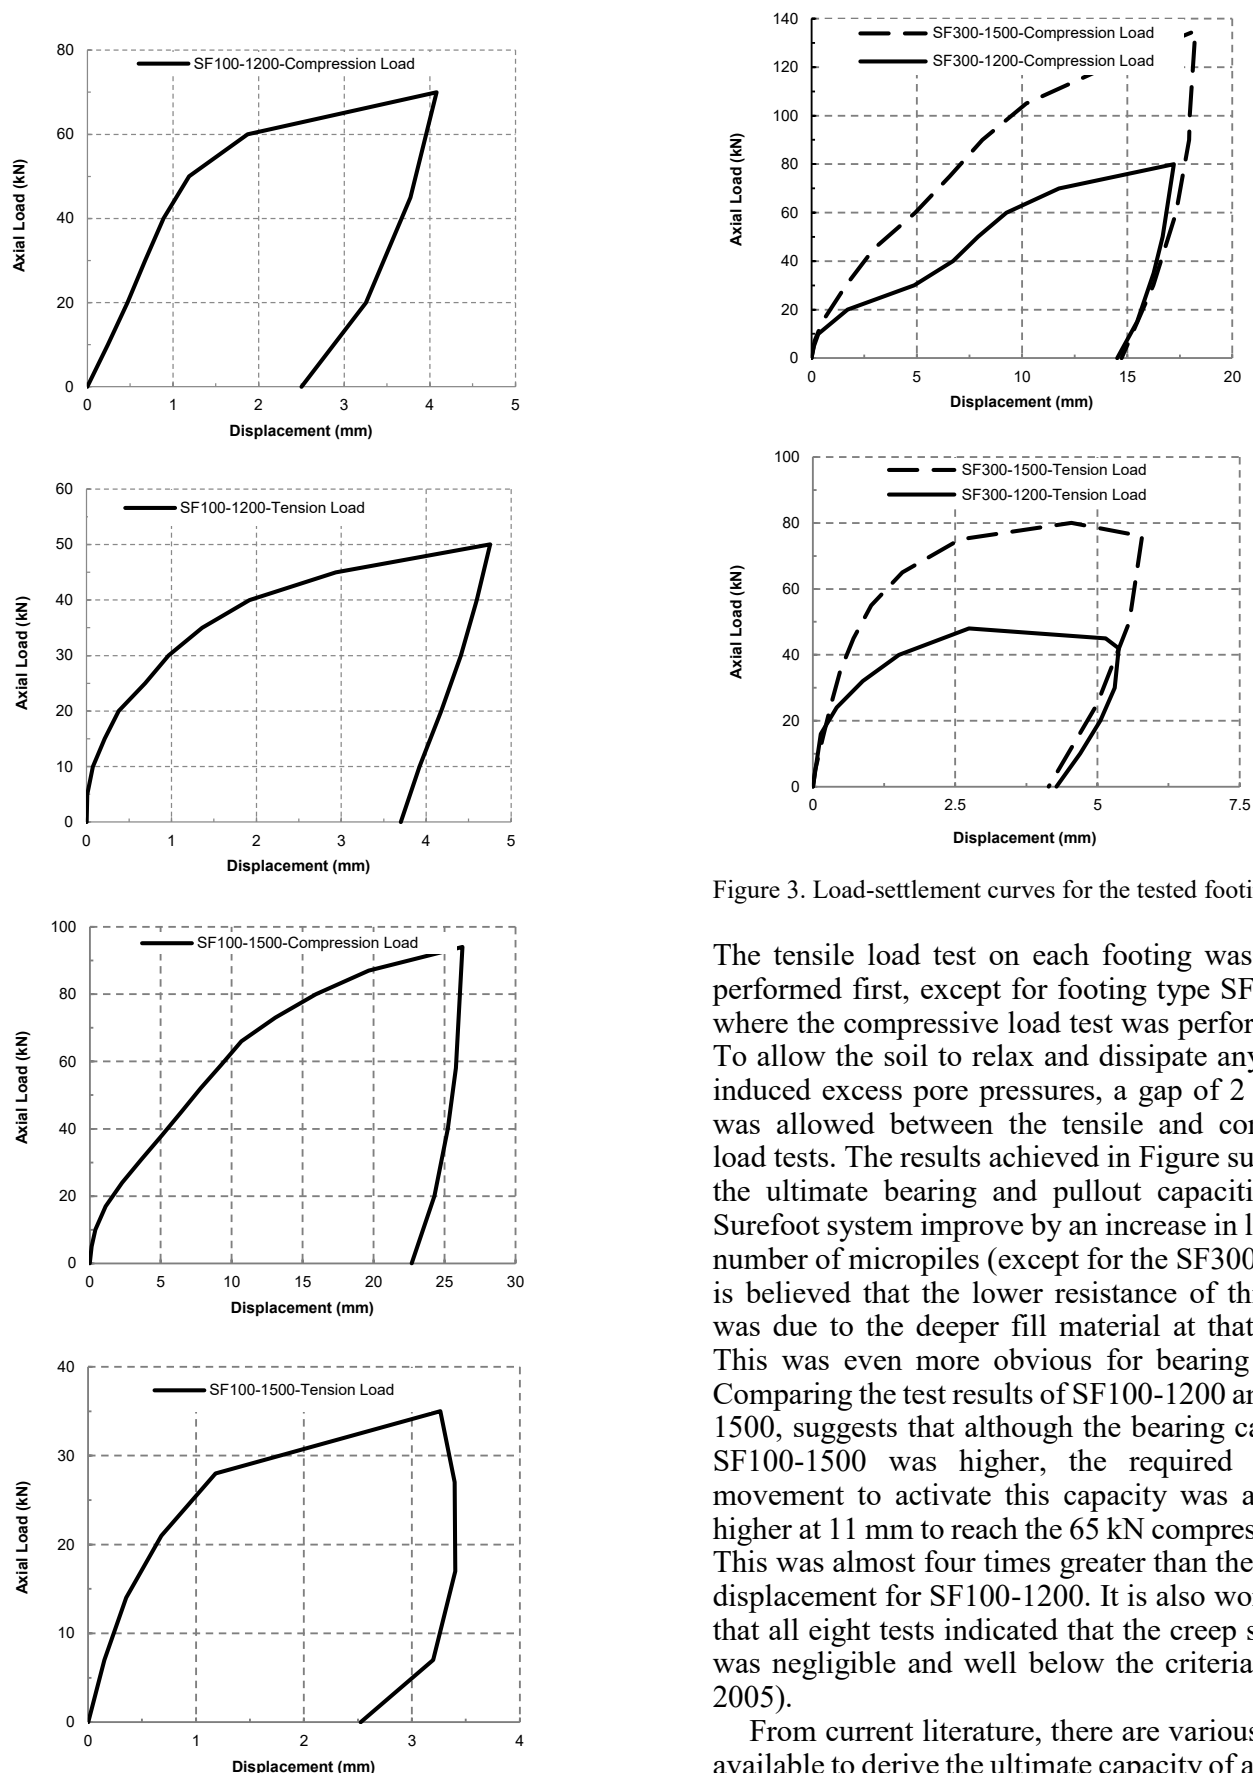 80
SF100-1200-Compression Load
60
40
20
0
Axial Load (kN)
0 1 2 3 4 5
Displacement (mm)
60
SF100-1200-Tension Load
50
40
30
20
10
0
Axial Load (kN)
0 1 2 3 4 5
Displacement (mm)
100
SF100-1500-Compression Load
80
60
40
20
0
Axial Load (kN)
0 5 10 15 20 25 30
Displacement (mm)
40
SF100-1500-Tension Load
30
20
10
0
Axial Load (kN)
0 1 2 3 4
Displacement (mm)
140
SF300-1500-Compression Load
SF300-1200-Compression Load
120
100
80
60
40
20
0
Axial Load (kN)
0 5 10 15 20
Displacement (mm)
100
SF300-1500-Tension Load
SF300-1200-Tension Load
80
60
40
20
0
Axial Load (kN)
0 2.5 5 7.5
Displacement (mm)
Figure 3. Load-settlement curves for the tested footi
The tensile load test on each footing was
performed first, except for footing type SF
where the compressive load test was perfor
To allow the soil to relax and dissipate any
induced excess pore pressures, a gap of 2
was allowed between the tensile and con
load tests. The results achieved in Figure su
the ultimate bearing and pullout capaciti
Surefoot system improve by an increase in l
number of micropiles (except for the SF300
is believed that the lower resistance of th
was due to the deeper fill material at that
This was even more obvious for bearing
Comparing the test results of SF100-1200 an
1500, suggests that although the bearing ca
SF100-1500 was higher, the required
movement to activate this capacity was a
higher at 11 mm to reach the 65 kN compres
This was almost four times greater than the
displacement for SF100-1200. It is also wor
that all eight tests indicated that the creep s
was negligible and well below the criteria
2005).
From current literature, there are various
available to derive the ultimate capacity of a